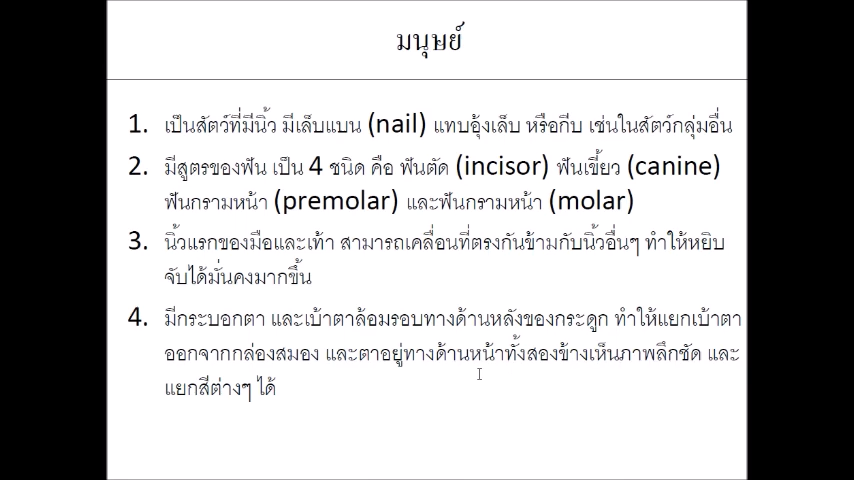 มนุษย์
1. เป็นสัตว์ที่มีนิ้ว มีเล็บแบน (nail) แทบอุ้งเล็บ หรือกีบ เช่นในสัตว์กลุ่มอื่น
2. มีสูตรของฟัน เป็น 4 ชนิด คือ ฟันตัด (incisor) ฟันเขี้ยว (canine)
ฟันกรามหน้า (premolar) และฟันกรามหน้า (molar)
3. นิ้วแรกของมือและเท้า สามารถเคลื่อนที่ตรงกันข้ามกับนิ้วอื่นๆ ทำให้หยิบ
จับได้มั่นคงมากขึ้น
4. มีกระบอกตา และเบ้าตาล้อมรอบทางด้านหลังของกระดูก ทำให้แยกเบ้าตา
ออกจากกล่องสมอง และตาอยู่ทางด้านหน้าทั้งสองข้างเห็นภาพลึกชัด และ
แยกสีต่างๆ ได้